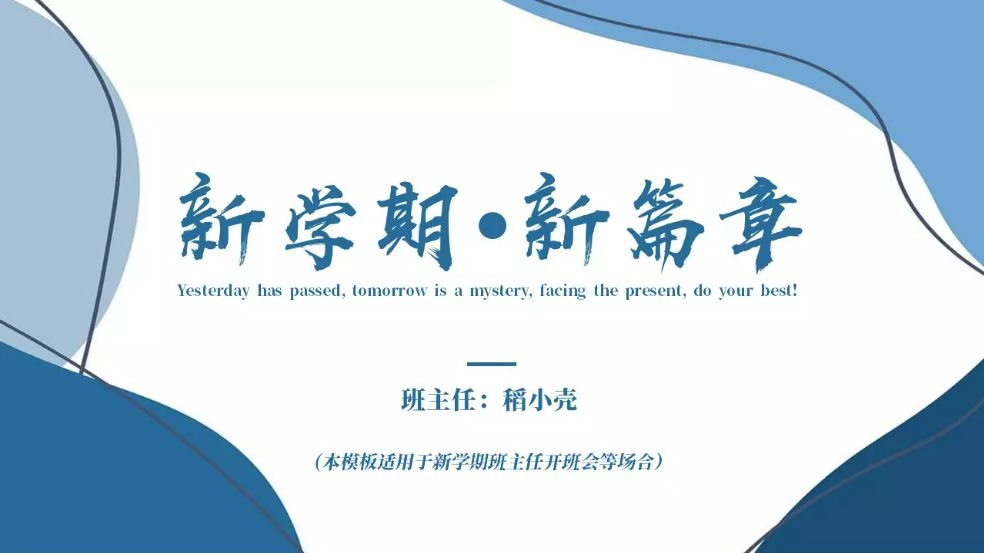 新学期•新篇章
Yesterday has passed, tomorrow is a mystery, facing the present, do your best!
班主任：稻小壳
(本模板适用于新学期班主任开班会等场合）